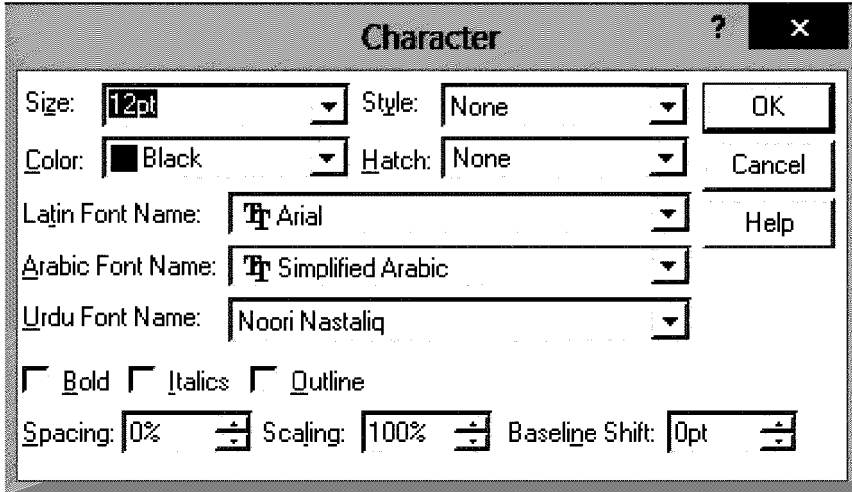 Character ? ×
Size: 12pt Style: None OK
Color: Black Hatch: None Cancel
Latin Font Name: Arial Help
Arabic Font Name: Simplified Arabic
Urdu Font Name: Noori Nastaliq
Bold Italics Outline
Spacing: 0% Scaling: 100% Baseline Shift: 0pt